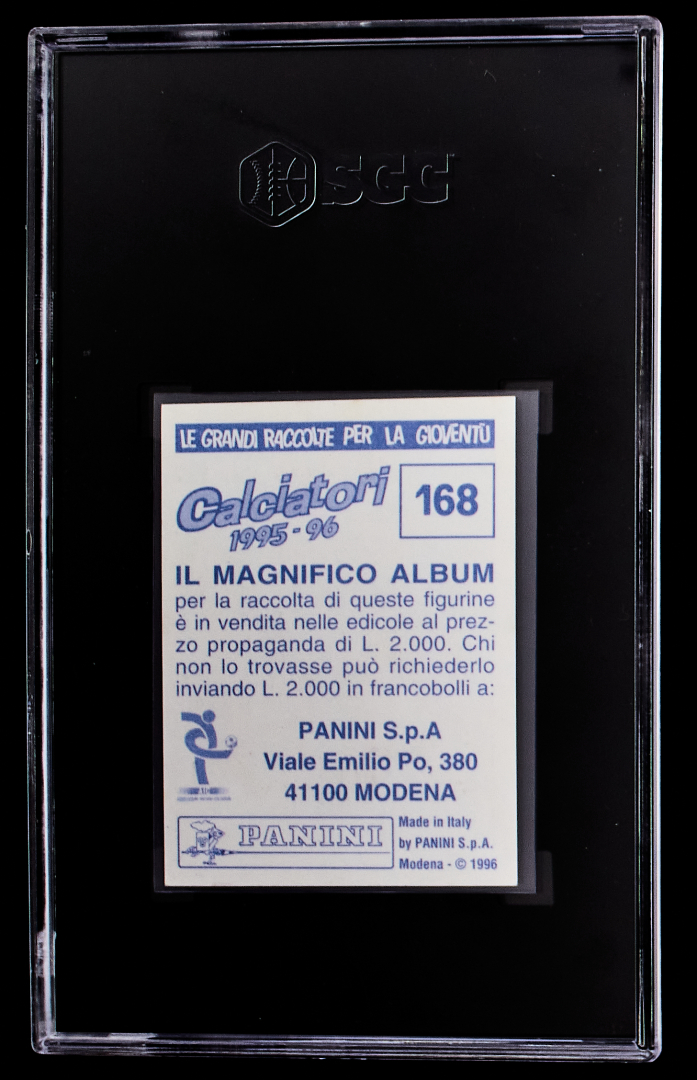 SGC
LE GRANDI RACCOLTE PER LA GIOVENTÙ
Calciatori
1995-96
168
IL MAGNIFICO ALBUM
per la raccolta di queste figurine
è in vendita nelle edicole al prez-
zo propaganda di L. 2.000. Chi
non lo trovasse può richiederlo
inviando L. 2.000 in francobolli a:
PANINI S.p.A
Viale Emilio Po, 380
41100 MODENA
PANINI
Made in Italy
by PANINI S.p.A.
Modena - © 1996